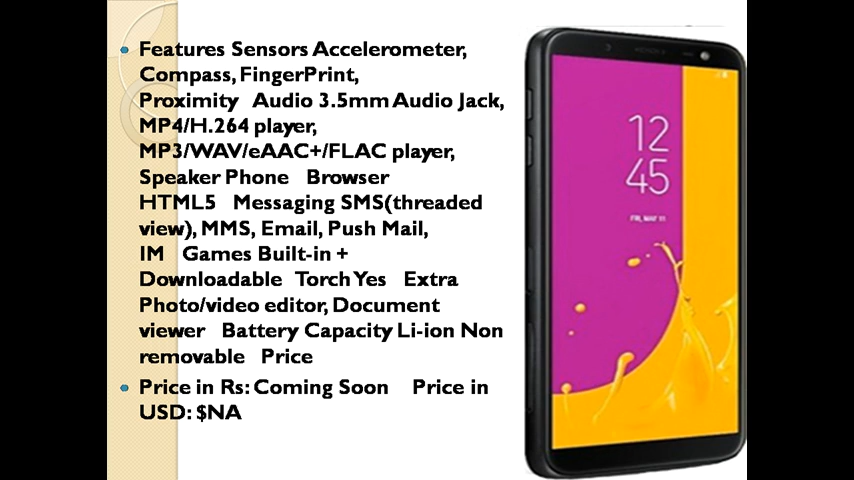 Features Sensors Accelerometer,
Compass, FingerPrint,
Proximity Audio 3.5mm Audio Jack,
MP4/H.264 player,
MP3/WAV/eAAC+/FLAC player,
Speaker Phone Browser
HTML5 Messaging SMS(threaded
view), MMS, Email, Push Mail,
IM Games Built-in +
Downloadable Torch Yes Extra
Photo/video editor, Document
viewer Battery Capacity Li-ion Non
removable Price
Price in Rs: Coming Soon Price in
USD: $NA
12
45
FRI, MAY 11